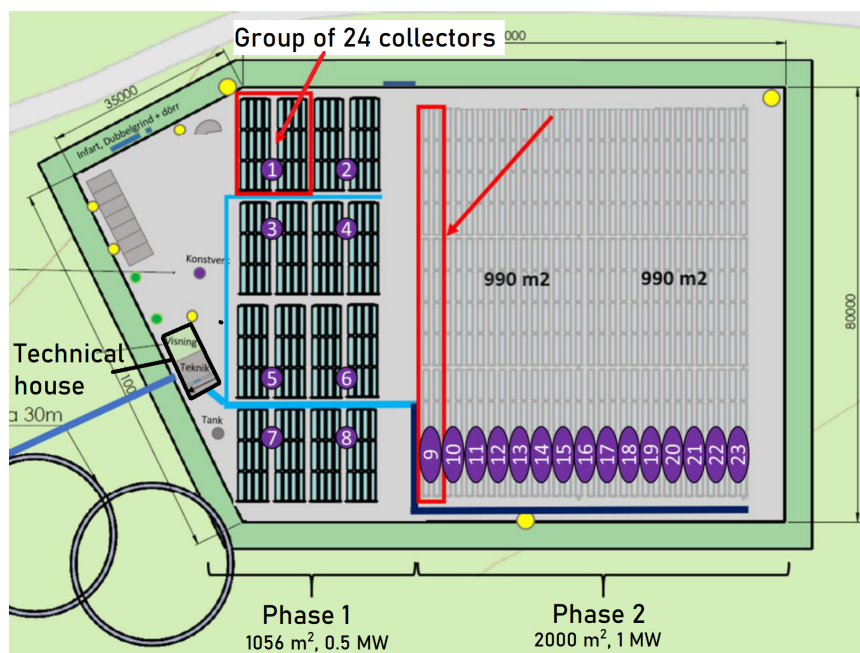 Group of 24 collectors
000
35000
Infart, Dubbelgrind + dörr
1
2
3
4
Konstverk
990 m2
990 m2
80000
Visning
Technical
house
Teknik
100
a 30m
Tank
5
6
7
8
9
10
11
12
13
14
15
16
17
18
19
20
21
22
23
Phase 1
1056 m², 0.5 MW
Phase 2
2000 m², 1 MW